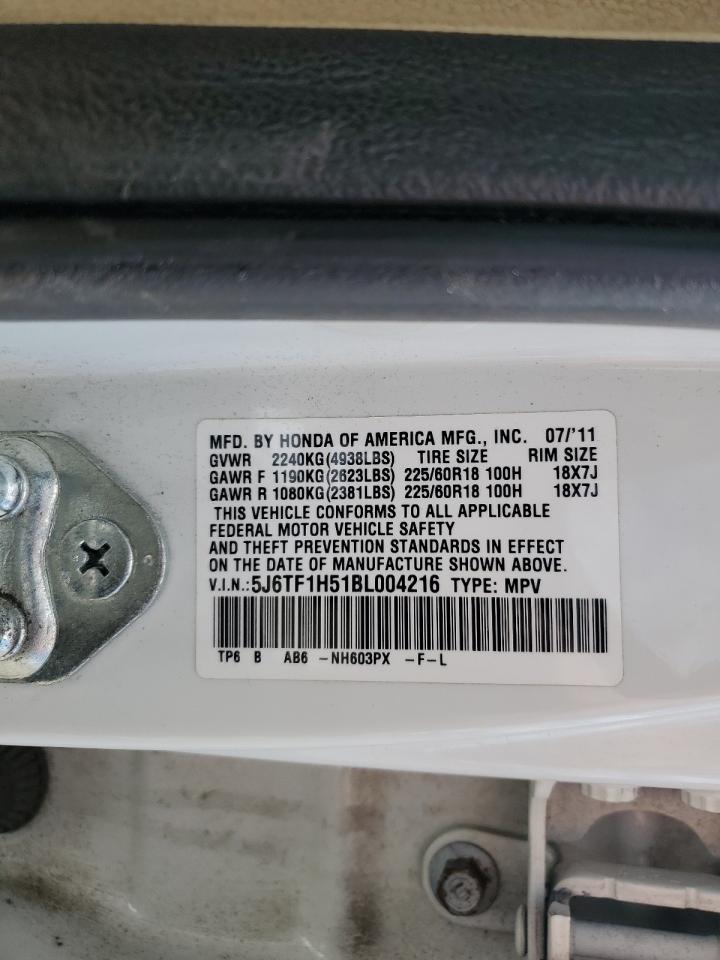 MFD. BY HONDA OF AMERICA MFG., INC. 07/'11
GVWR 2240KG(4938LBS) TIRE SIZE RIM SIZE
GAWR F 1190KG(2623LBS) 225/60R18 100H 18X7J
GAWR R 1080KG(2381LBS) 225/60R18 100H 18X7J
THIS VEHICLE CONFORMS TO ALL APPLICABLE
FEDERAL MOTOR VEHICLE SAFETY
AND THEFT PREVENTION STANDARDS IN EFFECT
ON THE DATE OF MANUFACTURE SHOWN ABOVE.
V.I.N.: 5J6TF1H51BL004216 TYPE: MPV
TP6 B AB6 -NH603PX -F-L